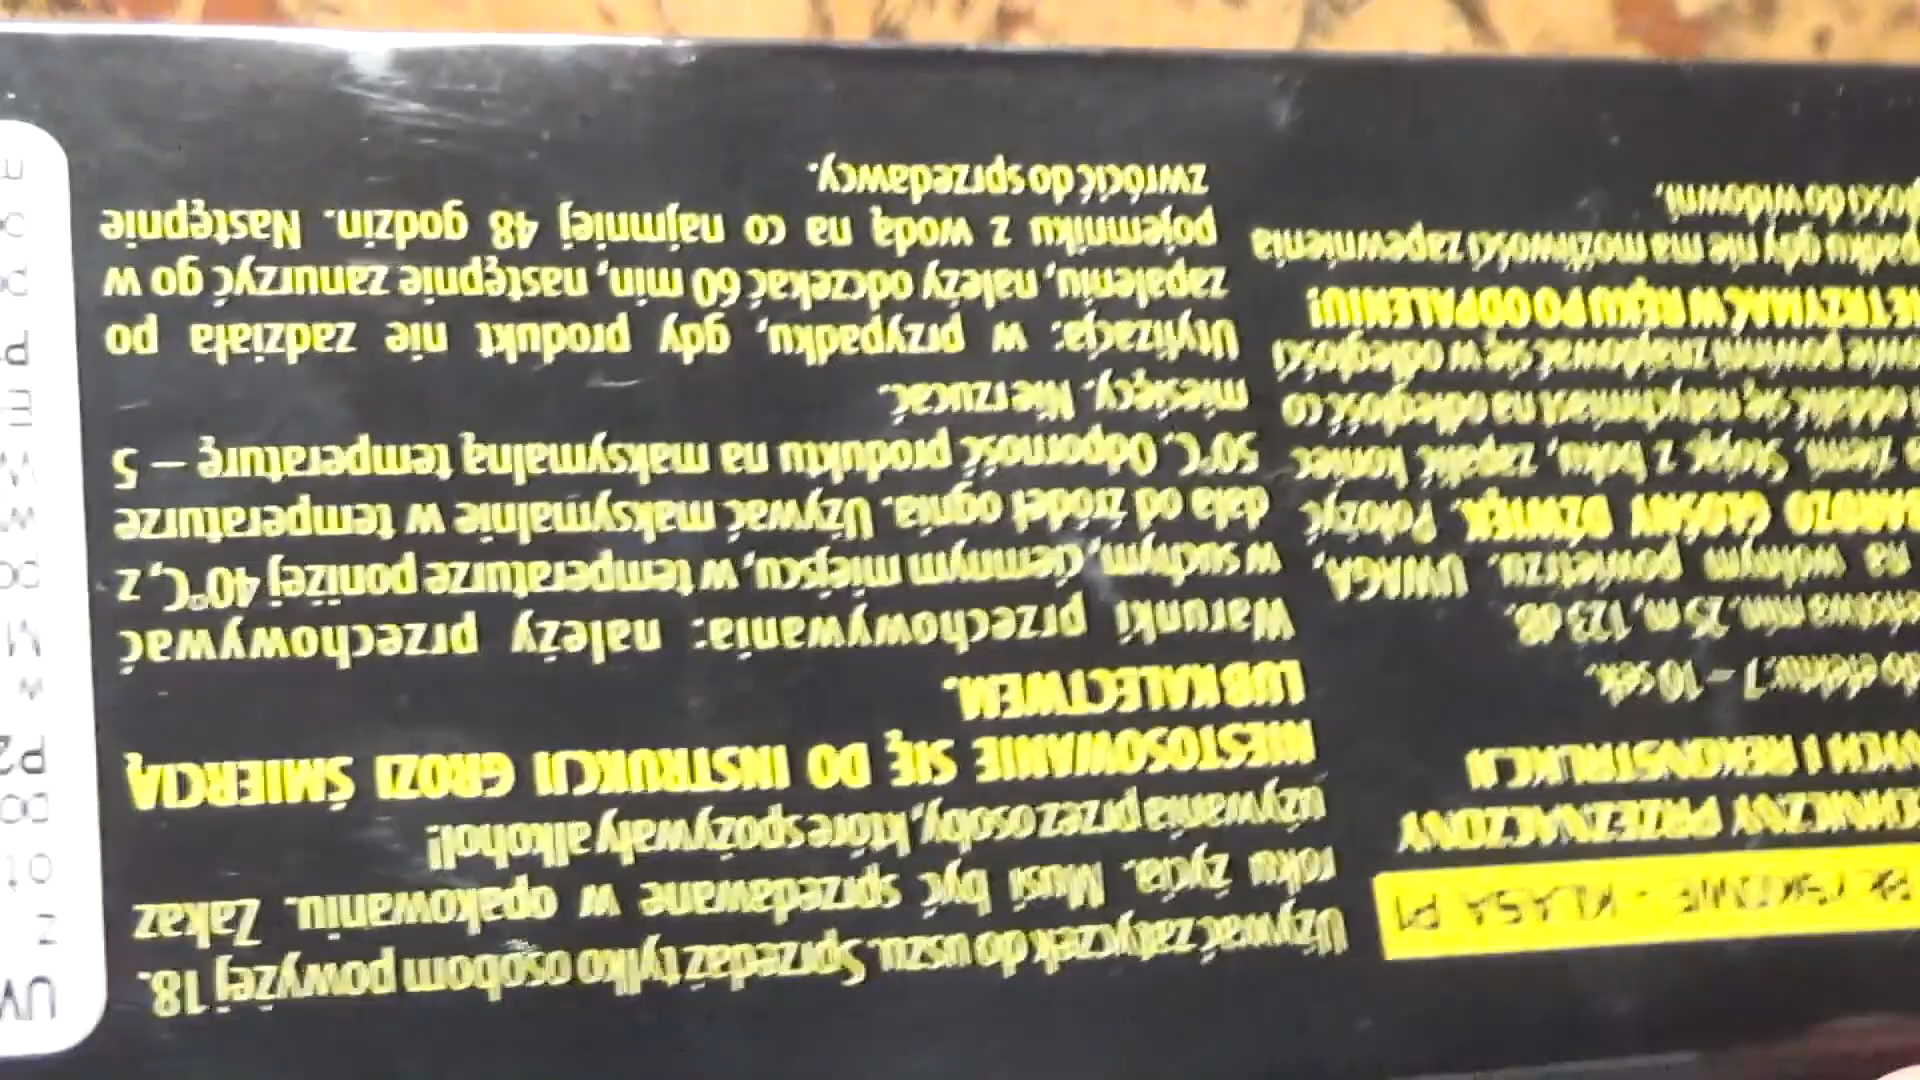 KLASA P1
PRZEZNACZONY
I REKONSTRUKCJI
do efektu: 7 – 10 sek.
min. 25 m, 123 dB.
na wolnym powietrzu. UWAGA,
BARDZO GŁOŚNY DŹWIĘK. Położyć
ziemi. Stojąc z boku, zapalić koniec
oddalić się natychmiast na odległość co
powinni znajdować się w odległości
TRZYMAĆ W RĘKU PO ODPALENIU!
gdy nie ma możliwości zapewnienia
do widowni.
Używać zatyczek do uszu. Sprzedaż tylko osobom powyżej 18.
roku życia. Musi być sprzedawane w opakowaniu. Zakaz
używania przez osoby, które spożywały alkohol!
NIESTOSOWANIE SIĘ DO INSTRUKCJI GROZI ŚMIERCIĄ
LUB KALECTWEM.
Warunki przechowywania: należy przechowywać
w suchym, ciemnym miejscu, w temperaturze poniżej 40°C, z
dala od źródeł ognia. Używać maksymalnie w temperaturze
50°C. Odporność produktu na maksymalną temperaturę – 5
miesięcy. Nie rzucać.
Utylizacja: w przypadku, gdy produkt nie zadziała po
zapaleniu, należy odczekać 60 min, następnie zanurzyć go w
pojemniku z wodą na co najmniej 48 godzin. Następnie
zwrócić do sprzedawcy.